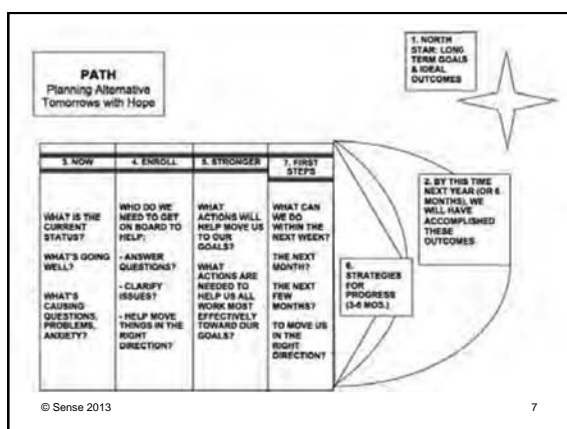 PATH
Planning Alternative
Tomorrows with Hope
1. NORTH
STAR: LONG
TERM GOALS
& IDEAL
OUTCOMES
2. BY THIS TIME
NEXT YEAR (OR 6
MONTHS), WE
WILL HAVE
ACCOMPLISHED
THESE
OUTCOMES
3. NOW
WHAT IS THE
CURRENT
STATUS?
WHAT'S GOING
WELL?
WHAT'S
CAUSING
QUESTIONS,
PROBLEMS,
ANXIETY?
4. ENROLL
WHO DO WE
NEED TO GET
ON BOARD TO
HELP:
- ANSWER
QUESTIONS?
- CLARIFY
ISSUES?
- HELP MOVE
THINGS IN THE
RIGHT
DIRECTION?
5. STRONGER
WHAT
ACTIONS WILL
HELP MOVE US
TO OUR
GOALS?
WHAT
ACTIONS ARE
NEEDED TO
HELP US ALL
WORK MOST
EFFECTIVELY
TOWARD OUR
GOALS?
7. FIRST
STEPS
WHAT CAN
WE DO
WITHIN THE
NEXT WEEK?
THE NEXT
MONTH?
THE NEXT
FEW
MONTHS?
TO MOVE US
IN THE
RIGHT
DIRECTION?
6.
STRATEGIES
FOR
PROGRESS
(3-6 MOS.)
© Sense 2013
7